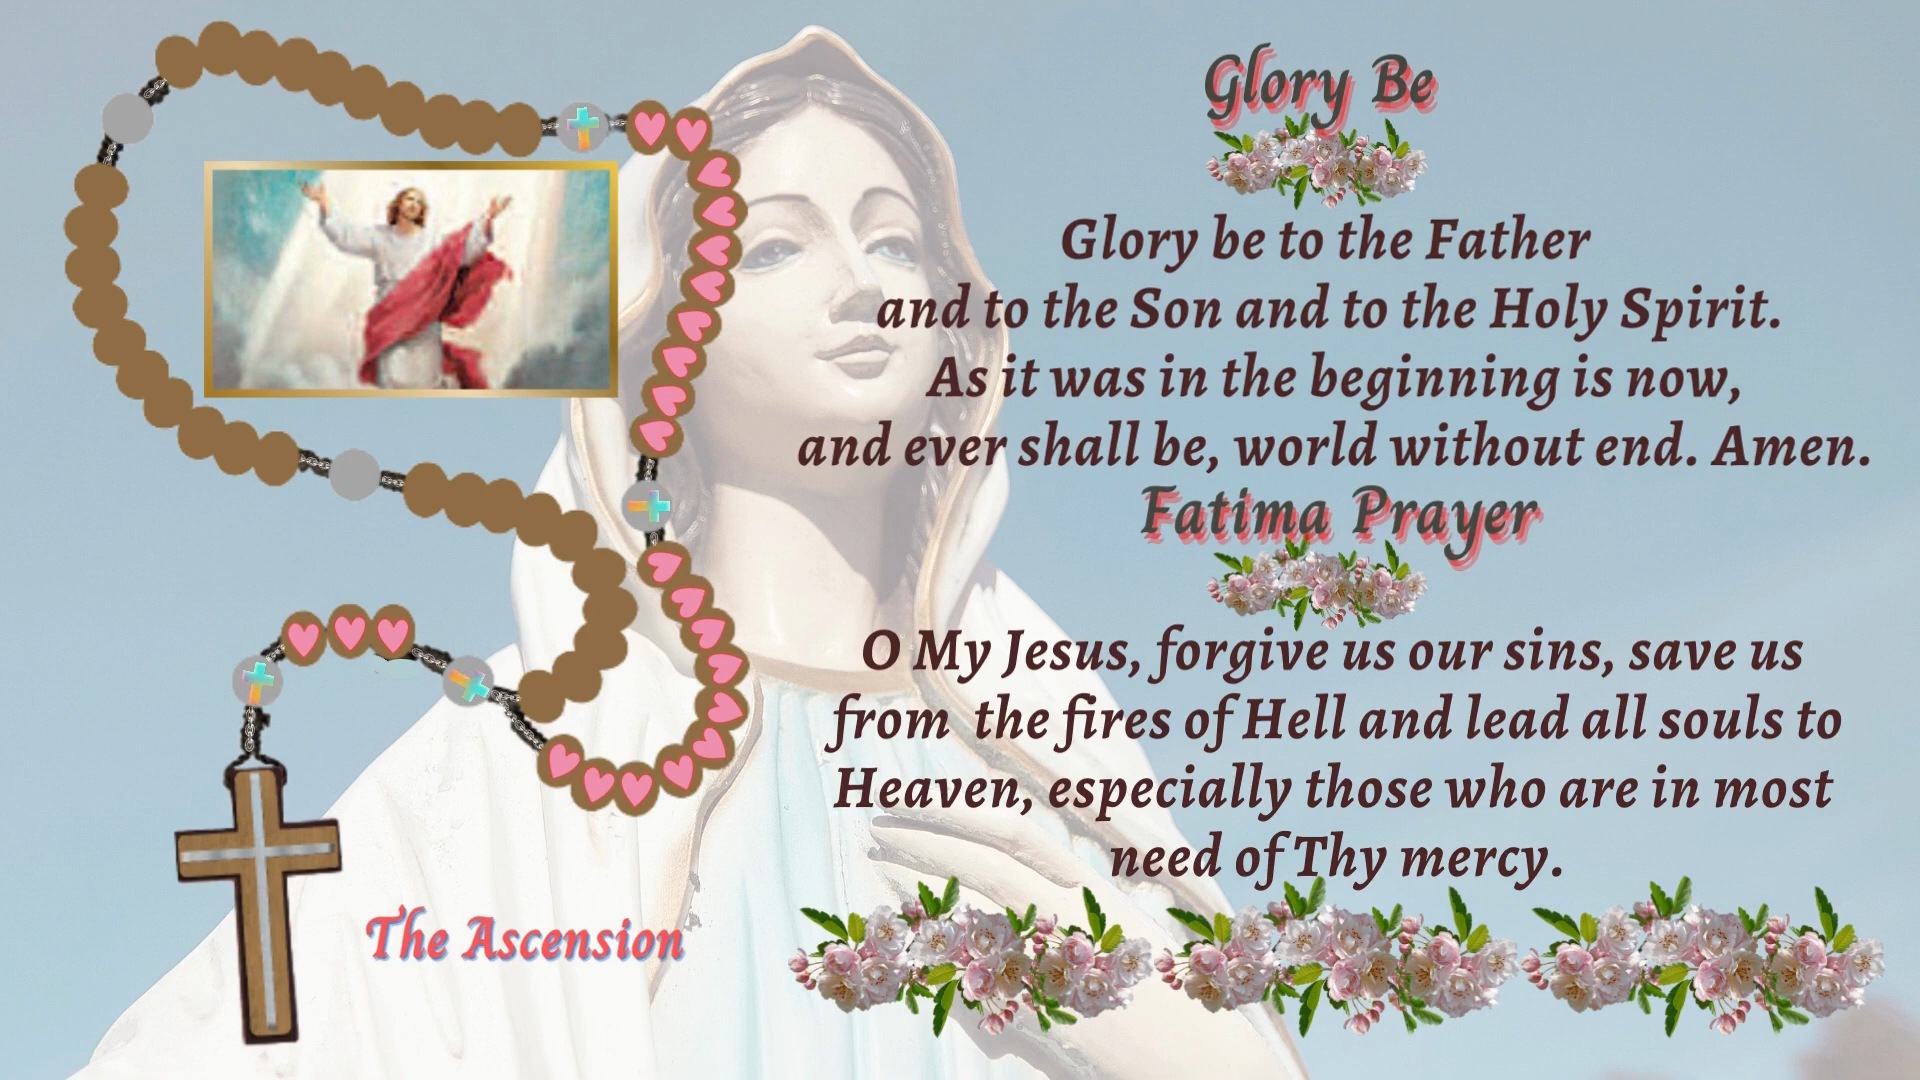 Glory Be
Glory be to the Father
and to the Son and to the Holy Spirit.
As it was in the beginning is now,
and ever shall be, world without end. Amen.
Fatima Prayer
O My Jesus, forgive us our sins, save us
from the fires of Hell and lead all souls to
Heaven, especially those who are in most
need of Thy mercy.
The Ascension